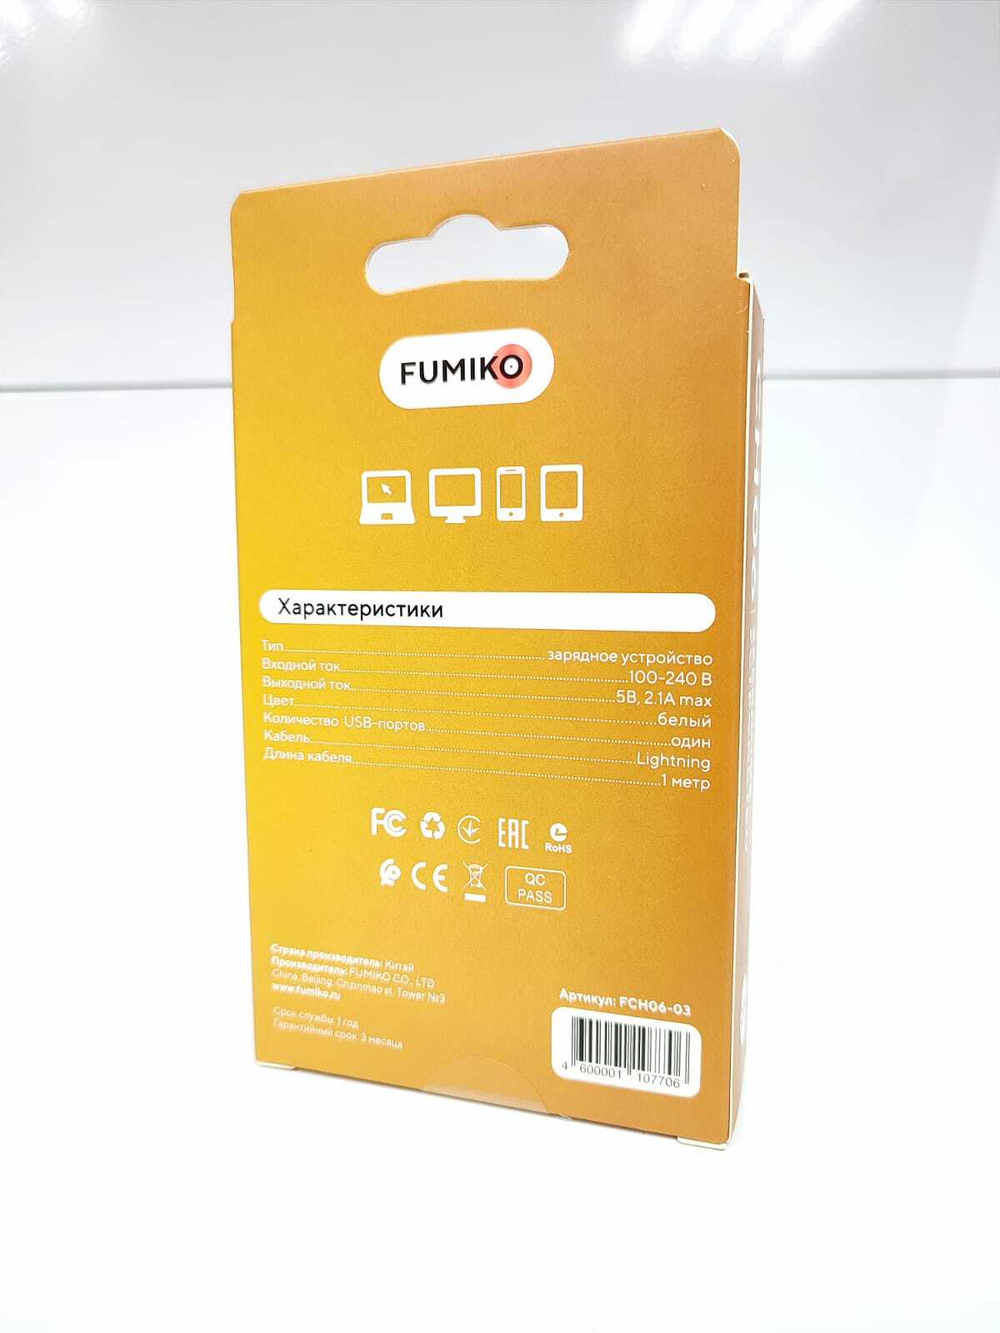 FUMIKO
Характеристики
Тип зарядное устройство
Входной ток 100-240 В
Выходной ток 5В, 2.1А max
Цвет белый
Количество USB-портов один
Кабель Lightning
Длина кабеля 1 метр
FC EAC RoHS
CE QC PASS
Страна производитель: Китай
Производитель: FUMIKO CO., LTD
China, Beijing, Chzinmao st. Tower №3
www.fumiko.ru
Срок службы: 1 год
Гарантийный срок: 3 месяца
Артикул: FCH06-03
4 600001 107706